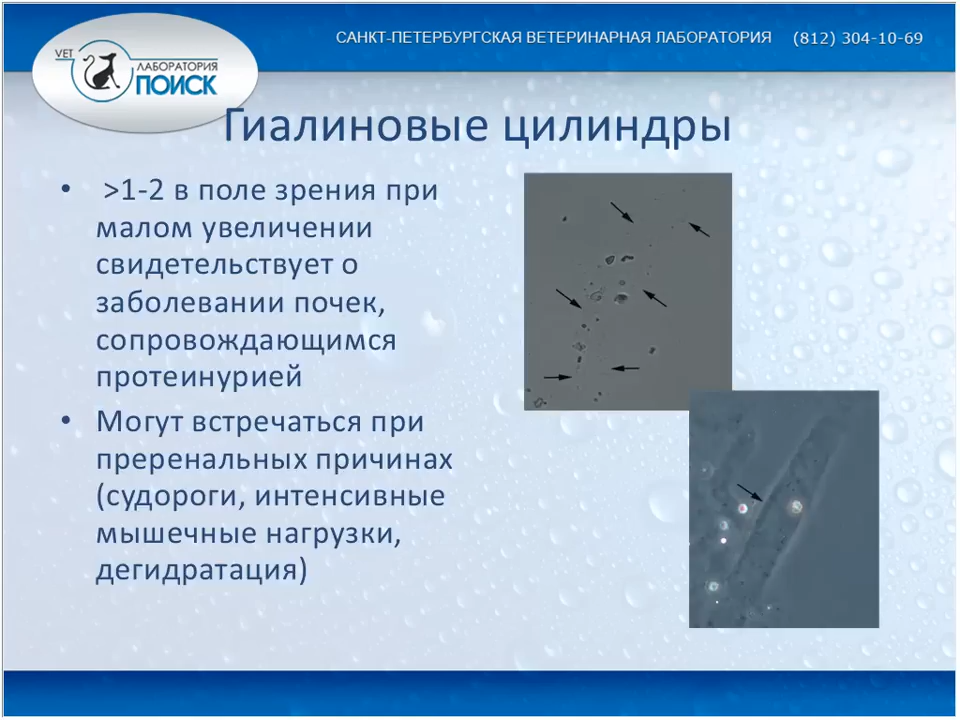 САНКТ-ПЕТЕРБУРГСКАЯ ВЕТЕРИНАРНАЯ ЛАБОРАТОРИЯ (812) 304-10-69
VET
ЛАБОРАТОРИЯ
ПОИСК
Гиалиновые цилиндры
• >1-2 в поле зрения при
малом увеличении
свидетельствует о
заболевании почек,
сопровождающимся
протеинурией
• Могут встречаться при
преренальных причинах
(судороги, интенсивные
мышечные нагрузки,
дегидратация)